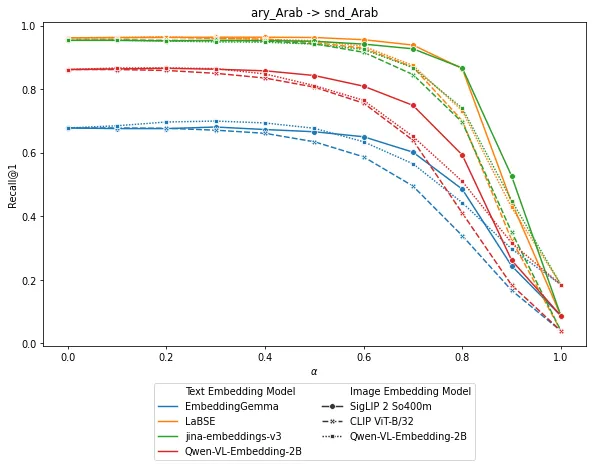 ary_Arab -> snd_Arab
Recall@1
1.0
0.8
0.6
0.4
0.2
0.0
0.0 0.2 0.4 0.6 0.8 1.0
α
Text Embedding Model
EmbeddingGemma
LaBSE
jina-embeddings-v3
Qwen-VL-Embedding-2B
Image Embedding Model
SigLIP 2 So400m
CLIP ViT-B/32
Qwen-VL-Embedding-2B